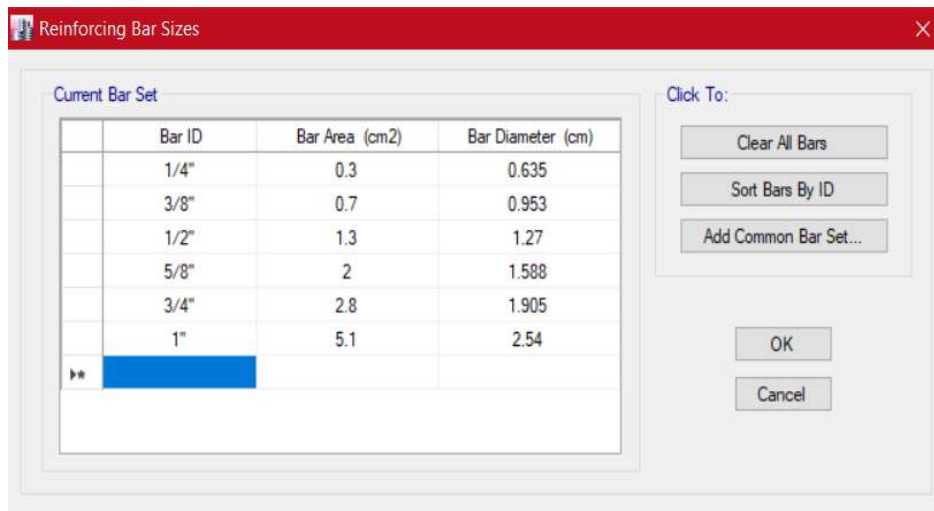 Reinforcing Bar Sizes
Current Bar Set
Bar ID Bar Area (cm2) Bar Diameter (cm)
1/4" 0.3 0.635
3/8" 0.7 0.953
1/2" 1.3 1.27
5/8" 2 1.588
3/4" 2.8 1.905
1" 5.1 2.54
Click To:
Clear All Bars
Sort Bars By ID
Add Common Bar Set...
OK
Cancel